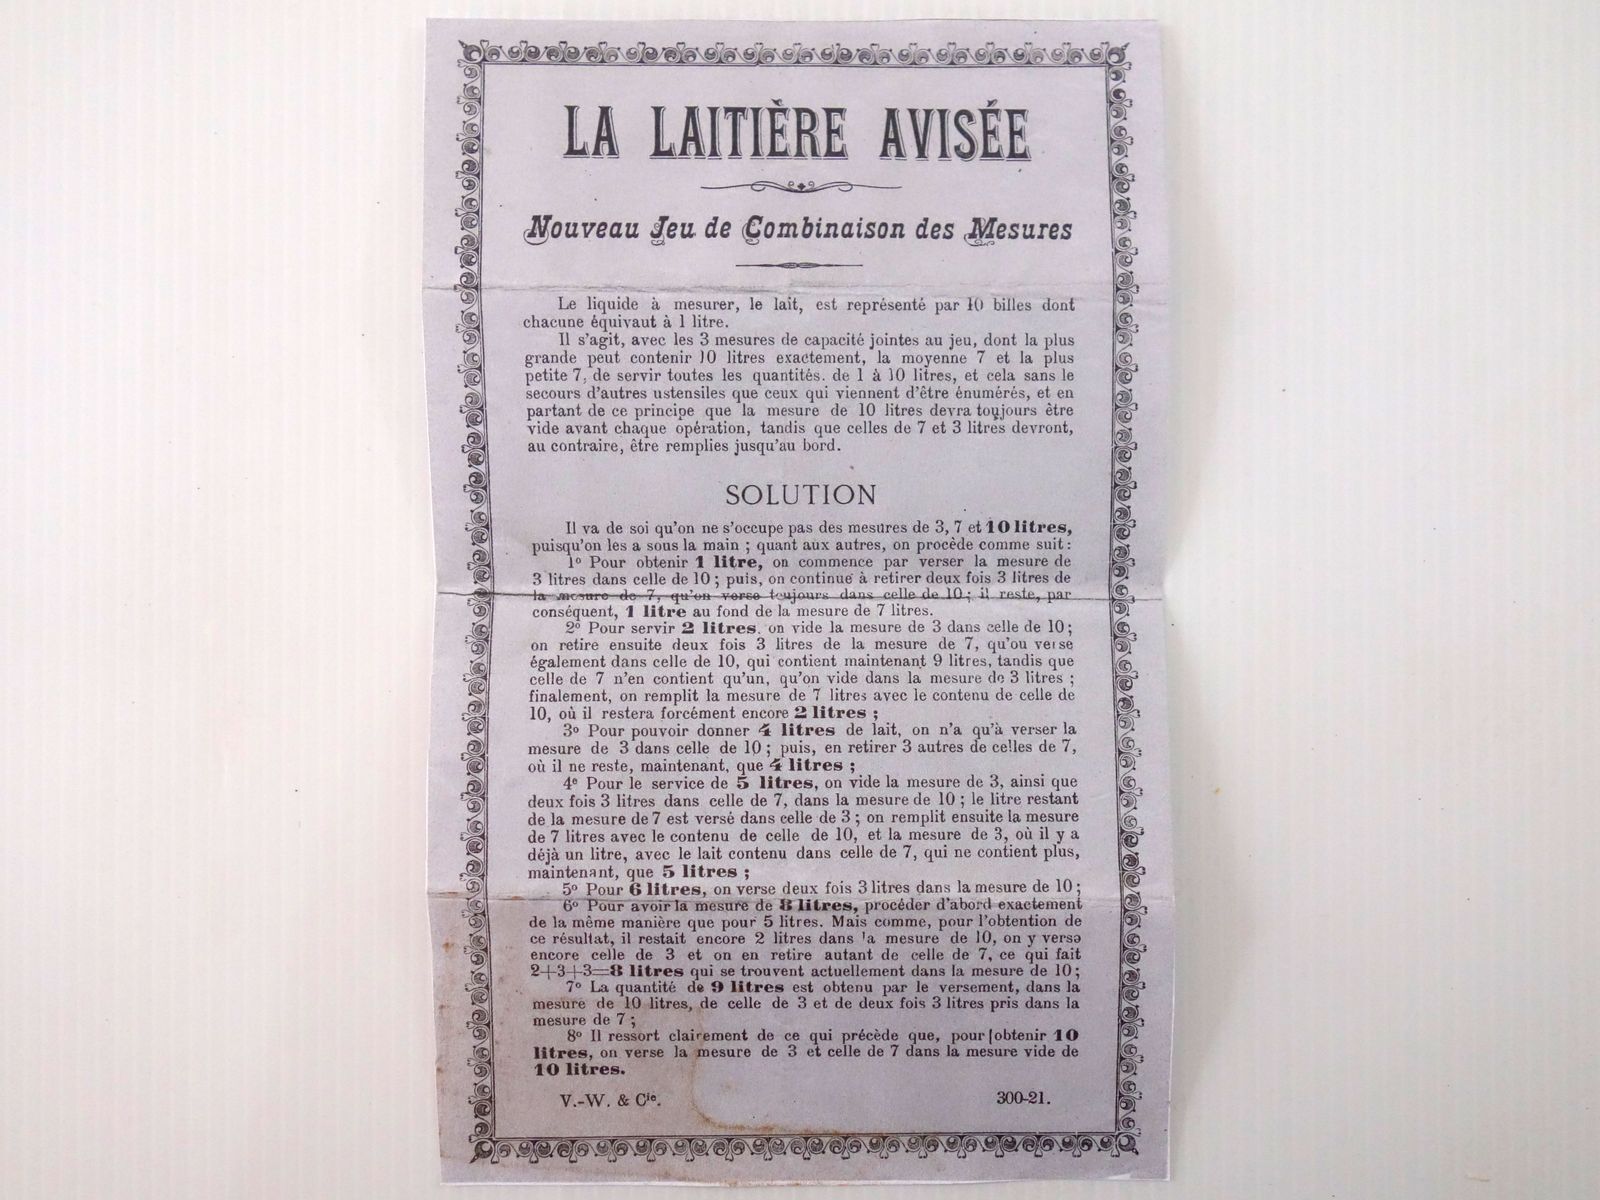 LA LAITIÈRE AVISÉE
Nouveau Jeu de Combinaison des Mesures
Le liquide à mesurer, le lait, est représenté par 10 billes dont
chacune équivaut à 1 litre.
Il s'agit, avec les 3 mesures de capacité jointes au jeu, dont la plus
grande peut contenir 10 litres exactement, la moyenne 7 et la plus
petite 7, de servir toutes les quantités. de 1 à 10 litres, et cela sans le
secours d'autres ustensiles que ceux qui viennent d'être énumérés, et en
partant de ce principe que la mesure de 10 litres devra toujours être
vide avant chaque opération, tandis que celles de 7 et 3 litres devront,
au contraire, être remplies jusqu'au bord.
SOLUTION
Il va de soi qu'on ne s'occupe pas des mesures de 3, 7 et 10 litres,
puisqu'on les a sous la main ; quant aux autres, on procède comme suit :
1º Pour obtenir 1 litre, on commence par verser la mesure de
3 litres dans celle de 10 ; puis, on continue à retirer deux fois 3 litres de
la mesure de 7, qu'on verse toujours dans celle de 10 ; il reste, par
conséquent, 1 litre au fond de la mesure de 7 litres.
2º Pour servir 2 litres. on vide la mesure de 3 dans celle de 10 ;
on retire ensuite deux fois 3 litres de la mesure de 7, qu'ou verse
également dans celle de 10, qui contient maintenant 9 litres, tandis que
celle de 7 n'en contient qu'un, qu'on vide dans la mesure de 3 litres ;
finalement, on remplit la mesure de 7 litres avec le contenu de celle de
10, où il restera forcément encore 2 litres ;
3º Pour pouvoir donner 4 litres de lait, on n'a qu'à verser la
mesure de 3 dans celle de 10 ; puis, en retirer 3 autres de celles de 7,
où il ne reste, maintenant, que 4 litres ;
4e Pour le service de 5 litres, on vide la mesure de 3, ainsi que
deux fois 3 litres dans celle de 7, dans la mesure de 10 ; le litre restant
de la mesure de 7 est versé dans celle de 3 ; on remplit ensuite la mesure
de 7 litres avec le contenu de celle de 10, et la mesure de 3, où il y a
déjà un litre, avec le lait contenu dans celle de 7, qui ne contient plus,
maintenant, que 5 litres ;
5º Pour 6 litres, on verse deux fois 3 litres dans la mesure de 10 ;
6º Pour avoir la mesure de 8 litres, procéder d'abord exactement
de la même manière que pour 5 litres. Mais comme, pour l'obtention de
ce résultat, il restait encore 2 litres dans la mesure de 10, on y verse
encore celle de 3 et on en retire autant de celle de 7, ce qui fait
2+3+3=8 litres qui se trouvent actuellement dans la mesure de 10 ;
7º La quantité de 9 litres est obtenu par le versement, dans la
mesure de 10 litres, de celle de 3 et de deux fois 3 litres pris dans la
mesure de 7 ;
8º Il ressort clairement de ce qui précède que, pour obtenir 10
litres, on verse la mesure de 3 et celle de 7 dans la mesure vide de
10 litres.
V.-W. & Cie.
300-21.